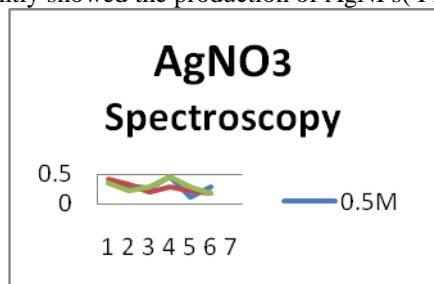 ntly showed the production of AgNPs(
AgNO3
Spectroscopy
0.5
0
1 2 3 4 5 6 7
0.5M